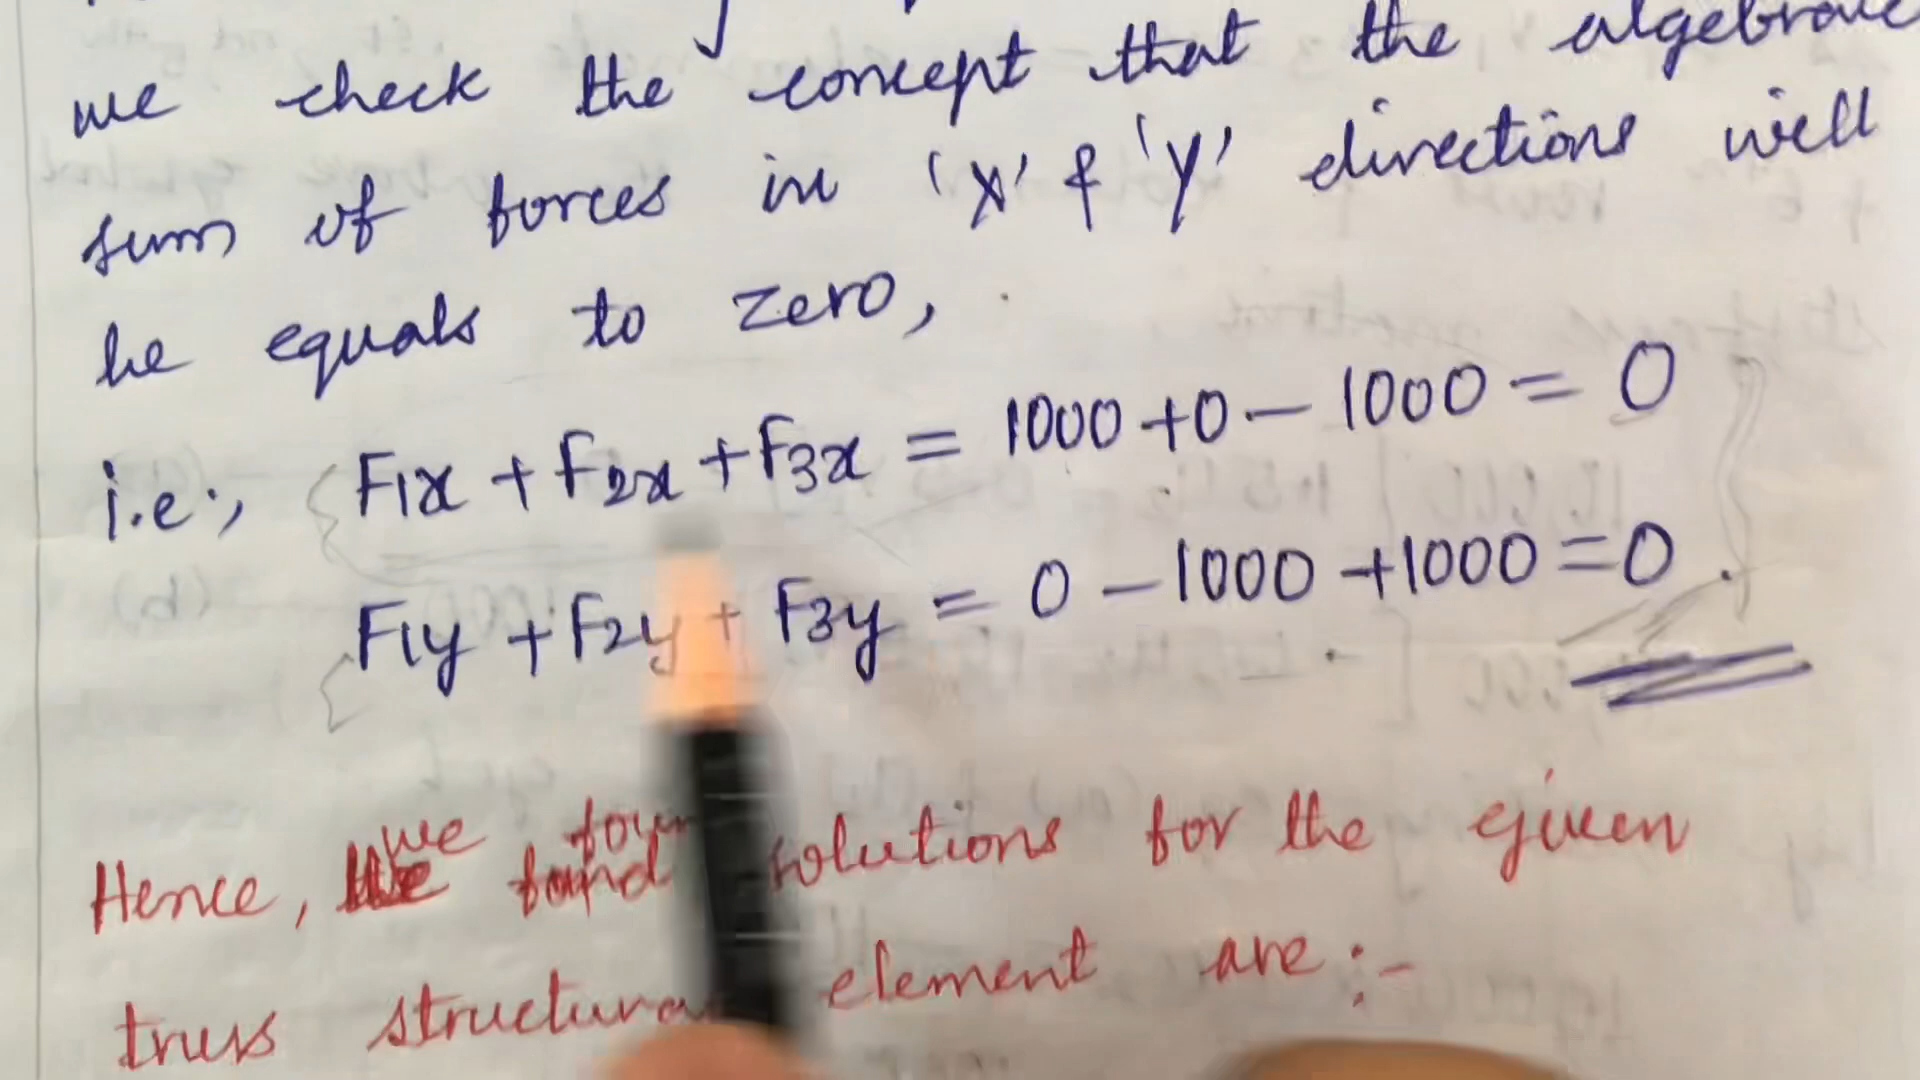 we check the concept that the algebraic
sum of forces in 'X' & 'Y' directions will
be equals to zero,
i.e., F1x + F2x + F3x = 1000 + 0 - 1000 = 0
F1y + F2y + F3y = 0 - 1000 + 1000 = 0.
Hence, we found solutions for the given
truss structural element are :-